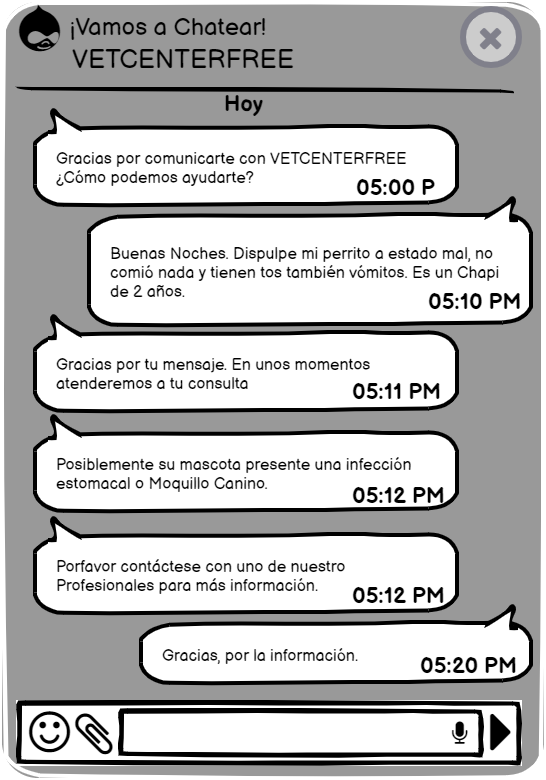 ¡Vamos a Chatear!
VETCENTERFREE
Hoy
Gracias por comunicarte con VETCENTERFREE
¿Cómo podemos ayudarte?
05:00 P
Buenas Noches. Dispulpe mi perrito a estado mal, no
comió nada y tienen tos también vómitos. Es un Chapi
de 2 años.
05:10 PM
Gracias por tu mensaje. En unos momentos
atenderemos a tu consulta
05:11 PM
Posiblemente su mascota presente una infección
estomacal o Moquillo Canino.
05:12 PM
Porfavor contáctese con uno de nuestro
Profesionales para más información.
05:12 PM
Gracias, por la información.
05:20 PM